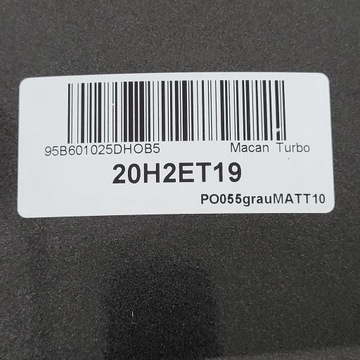 95B601025DHOB5 Macan Turbo
20H2ET19
PO055grauMATT10